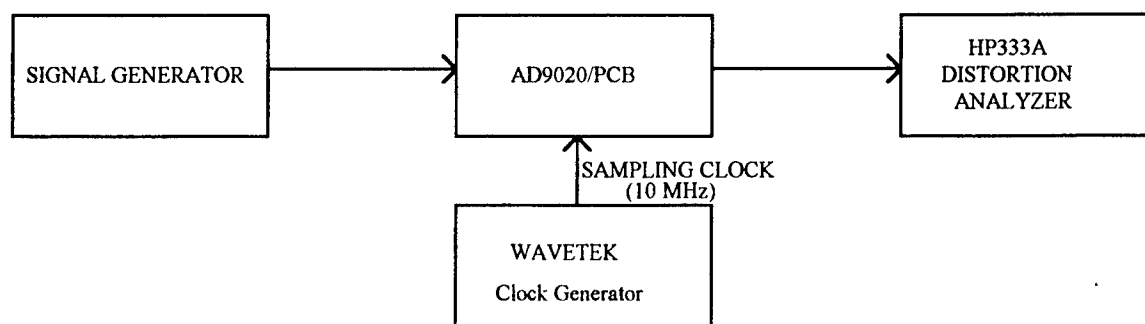 SIGNAL GENERATOR
AD9020/PCB
HP333A
DISTORTION
ANALYZER
SAMPLING CLOCK
(10 MHz)
WAVETEK
Clock Generator